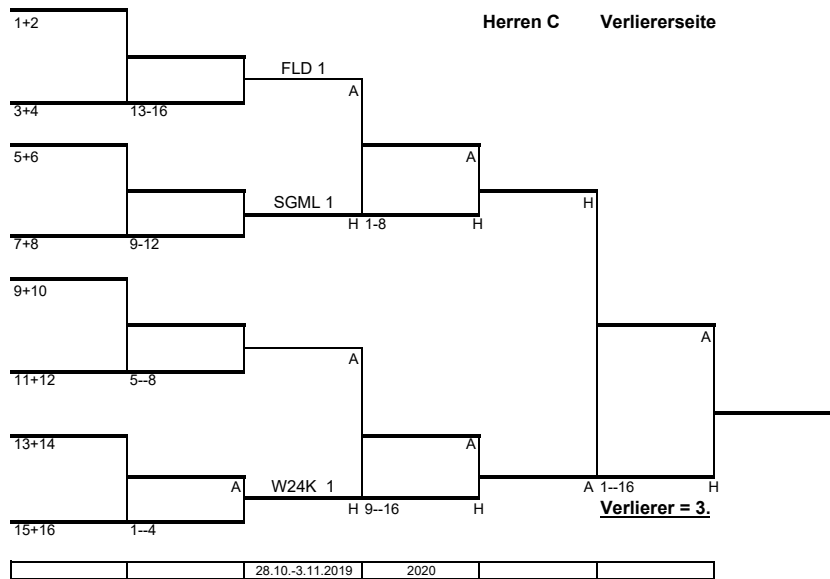 Herren C Verliererseite
1+2
FLD 1
A
3+4 13-16
5+6
A
SGML 1
H
H 1-8 H
7+8 9-12
9+10
A
A
11+12 5--8
13+14
A
A
W24K 1
A 1--16 H
H 9--16 H
Verlierer = 3.
15+16 1--4
28.10.-3.11.2019 2020